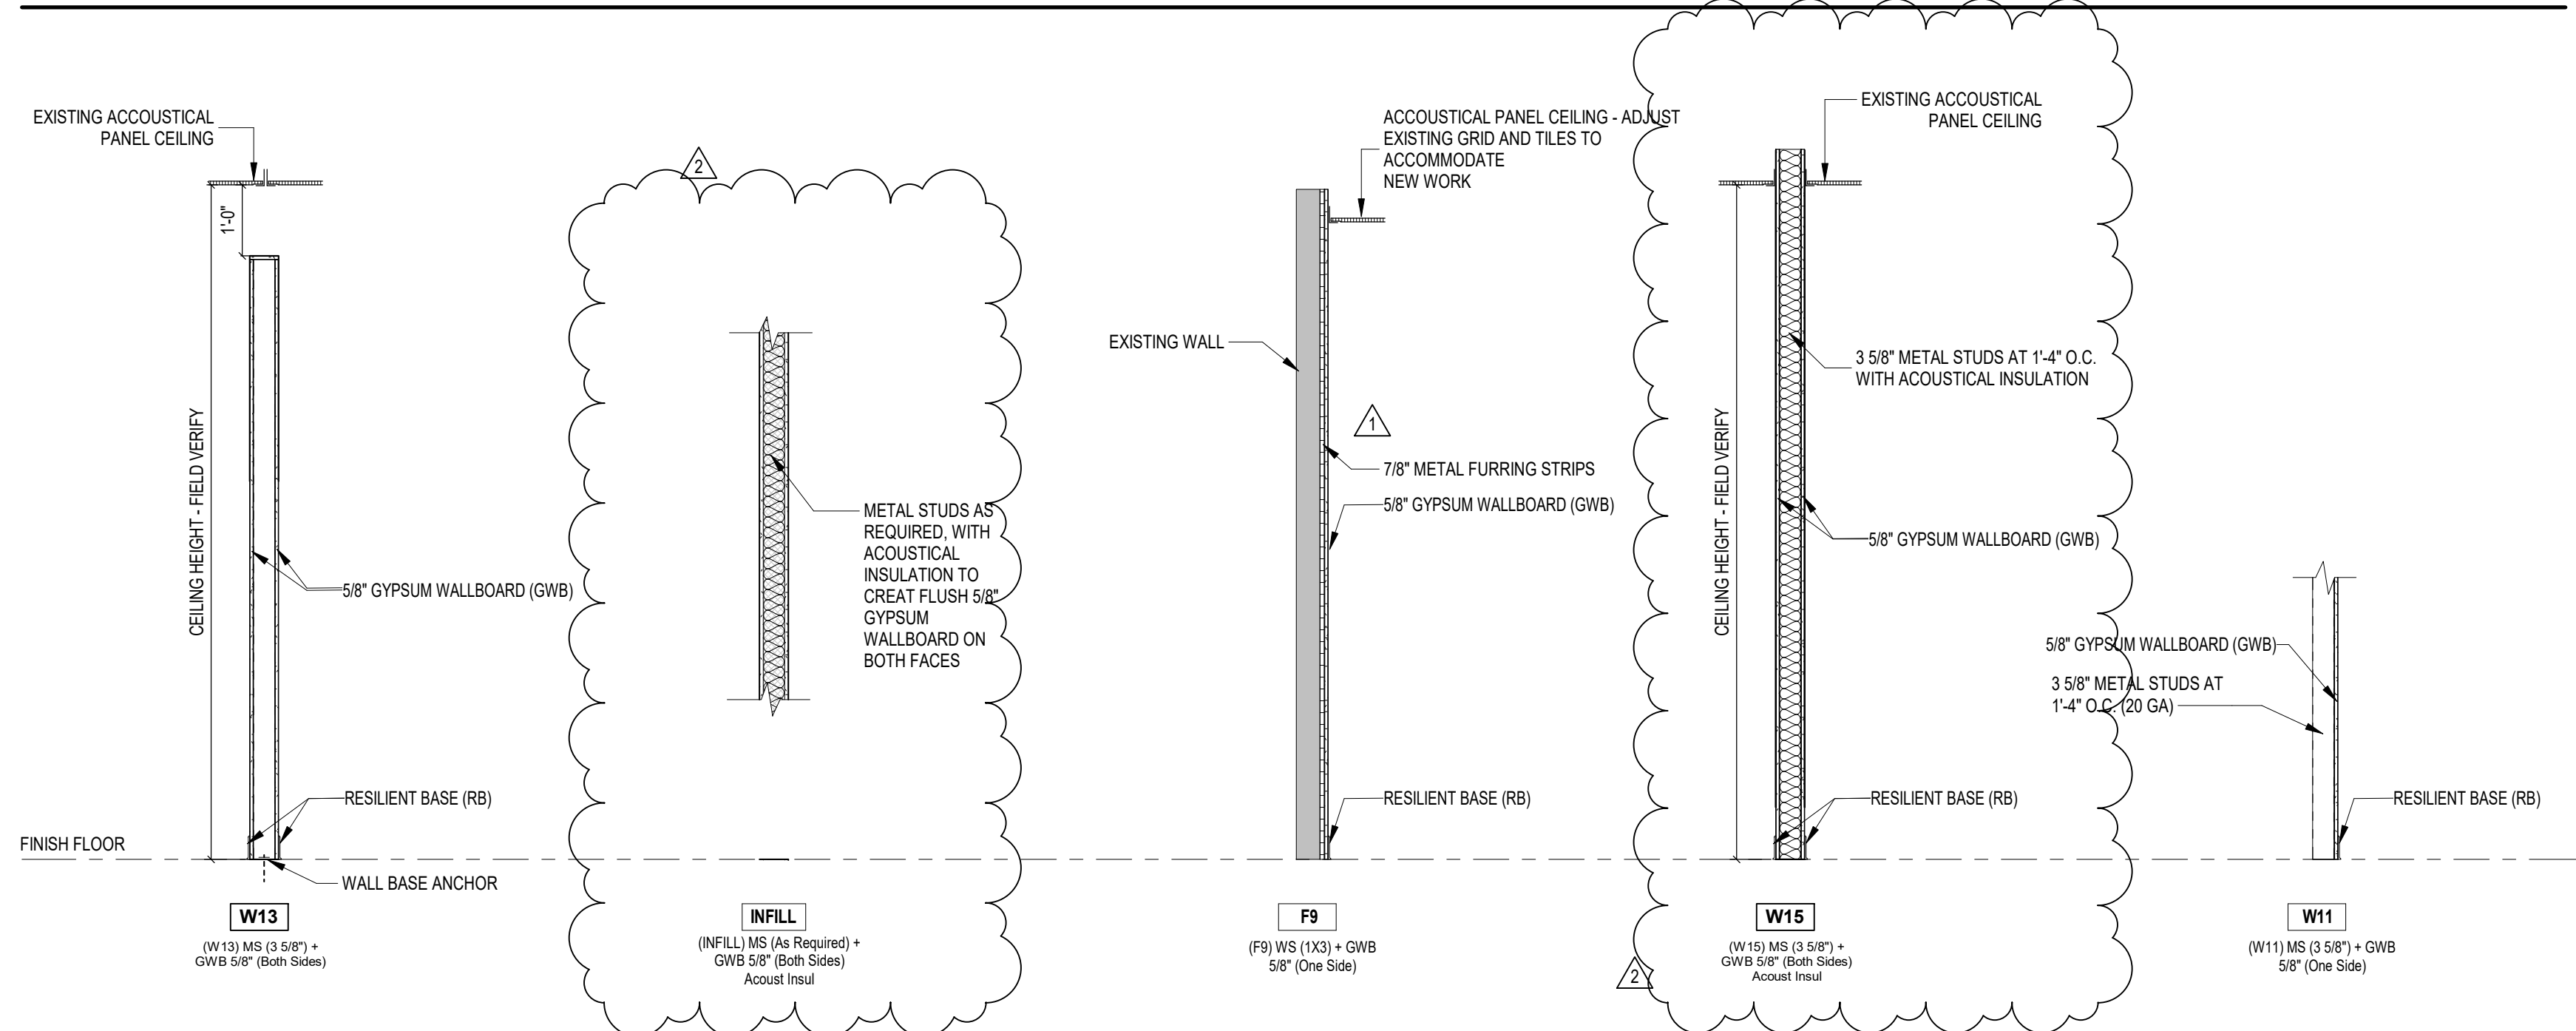 EXISTING ACCOUSTICAL
PANEL CEILING
1'-0"
CEILING HEIGHT - FIELD VERIFY
5/8" GYPSUM WALLBOARD (GWB)
RESILIENT BASE (RB)
FINISH FLOOR
WALL BASE ANCHOR
W13
(W13) MS (3 5/8") +
GWB 5/8" (Both Sides)
2
METAL STUDS AS
REQUIRED, WITH
ACOUSTICAL
INSULATION TO
CREAT FLUSH 5/8"
GYPSUM
WALLBOARD ON
BOTH FACES
INFILL
(INFILL) MS (As Required) +
GWB 5/8" (Both Sides)
Acoust Insul
ACCOUSTICAL PANEL CEILING - ADJUST
EXISTING GRID AND TILES TO
ACCOMMODATE
NEW WORK
EXISTING WALL
1
7/8" METAL FURRING STRIPS
5/8" GYPSUM WALLBOARD (GWB)
RESILIENT BASE (RB)
F9
(F9) WS (1X3) + GWB
5/8" (One Side)
EXISTING ACCOUSTICAL
PANEL CEILING
3 5/8" METAL STUDS AT 1'-4" O.C.
WITH ACOUSTICAL INSULATION
CEILING HEIGHT - FIELD VERIFY
5/8" GYPSUM WALLBOARD (GWB)
RESILIENT BASE (RB)
W15
(W15) MS (3 5/8") +
GWB 5/8" (Both Sides)
Acoust Insul
2
5/8" GYPSUM WALLBOARD (GWB)
3 5/8" METAL STUDS AT
1'-4" O.C. (20 GA)
RESILIENT BASE (RB)
W11
(W11) MS (3 5/8") + GWB
5/8" (One Side)